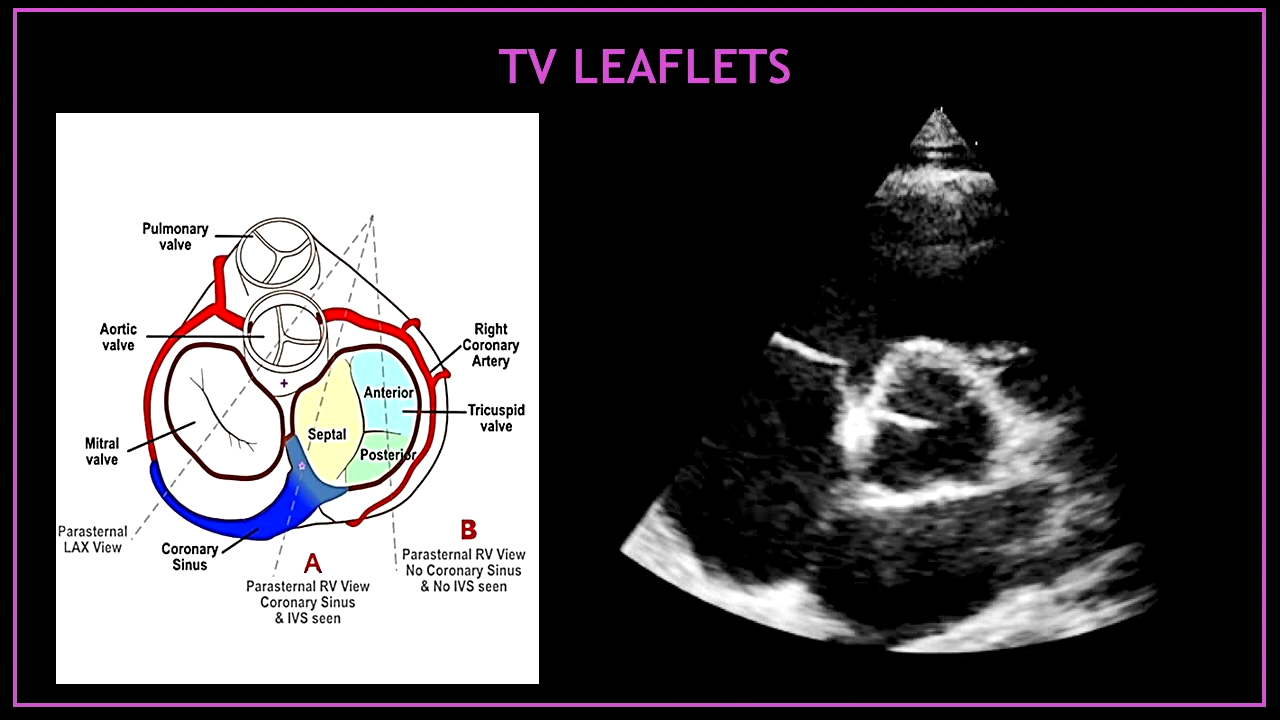 TV LEAFLETS
Pulmonary
valve
Aortic
valve
Right
Coronary
Artery
Anterior
Tricuspid
valve
Septal
Mitral
valve
Posterior
Parasternal
LAX View
Coronary
Sinus
A
Parasternal RV View
Coronary Sinus
& IVS seen
B
Parasternal RV View
No Coronary Sinus
& No IVS seen